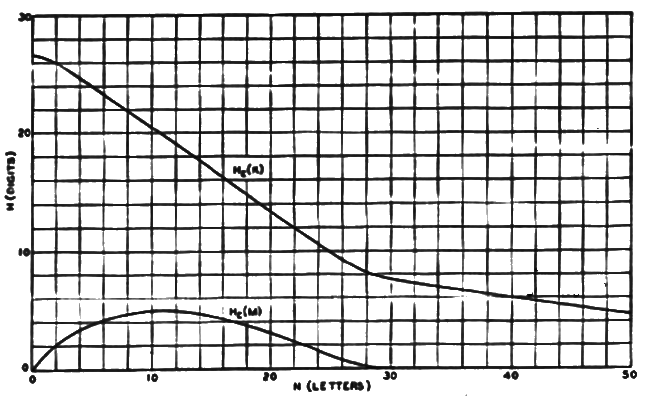 30
20
10
0
H (DIGITS)
H_E(K)
H_E(M)
0 10 20 30 40 50
N (LETTERS)